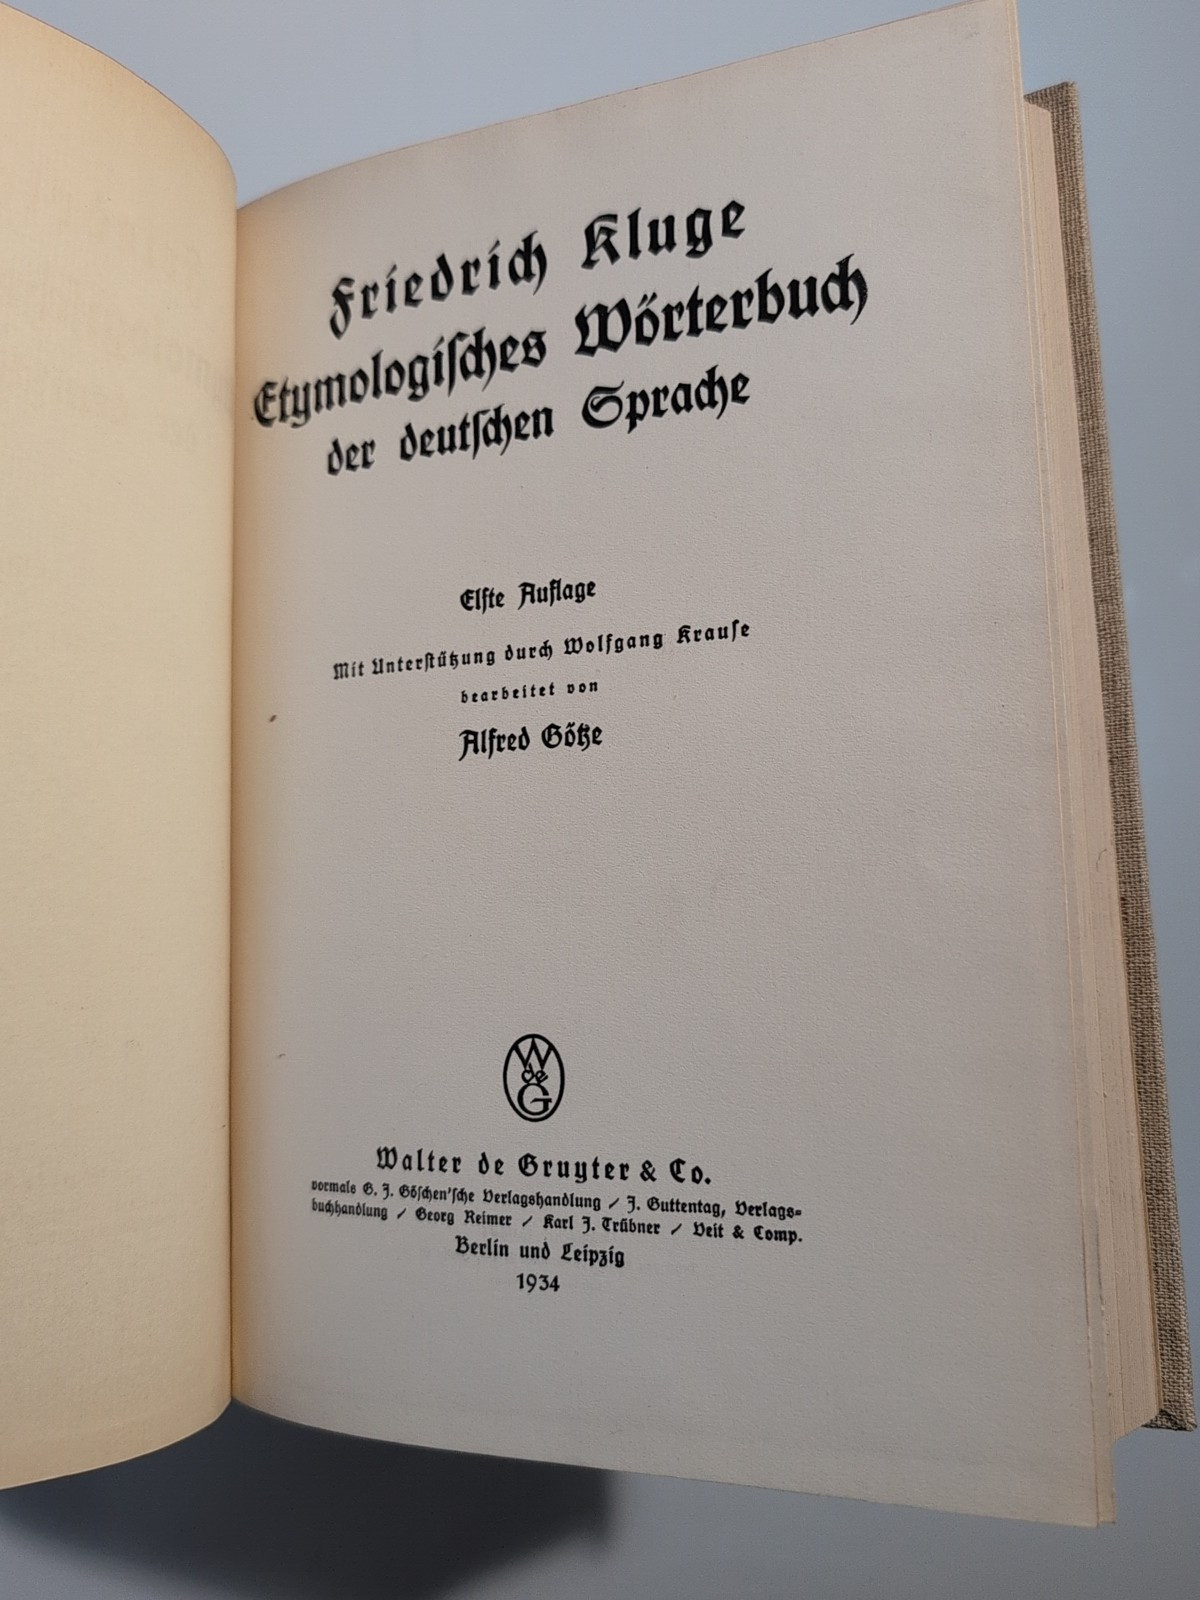 Friedrich Kluge
Etymologiſches Wörterbuch
der deutſchen Sprache
Elfte Auflage
Mit Unterſtützung durch Wolfgang Krauſe
bearbeitet von
Alfred Götze
W
de
G
Walter de Gruyter & Co.
vormals G. J. Göſchen'ſche Verlagshandlung / J. Guttentag, Verlags-
buchhandlung / Georg Reimer / Karl J. Trübner / Veit & Comp.
Berlin und Leipzig
1934